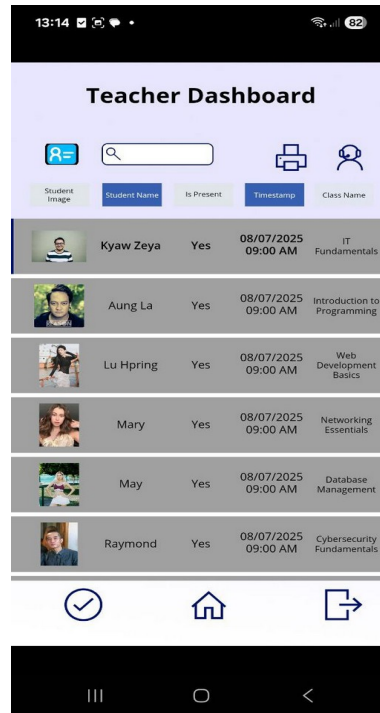 13:14
82
Teacher Dashboard
Student
Image
Student Name
Is Present
Timestamp
Class Name
Kyaw Zeya
Yes
08/07/2025
09:00 AM
IT
Fundamentals
Aung La
Yes
08/07/2025
09:00 AM
Introduction to
Programming
Lu Hpring
Yes
08/07/2025
09:00 AM
Web
Development
Basics
Mary
Yes
08/07/2025
09:00 AM
Networking
Essentials
May
Yes
08/07/2025
09:00 AM
Database
Management
Raymond
Yes
08/07/2025
09:00 AM
Cybersecurity
Fundamentals